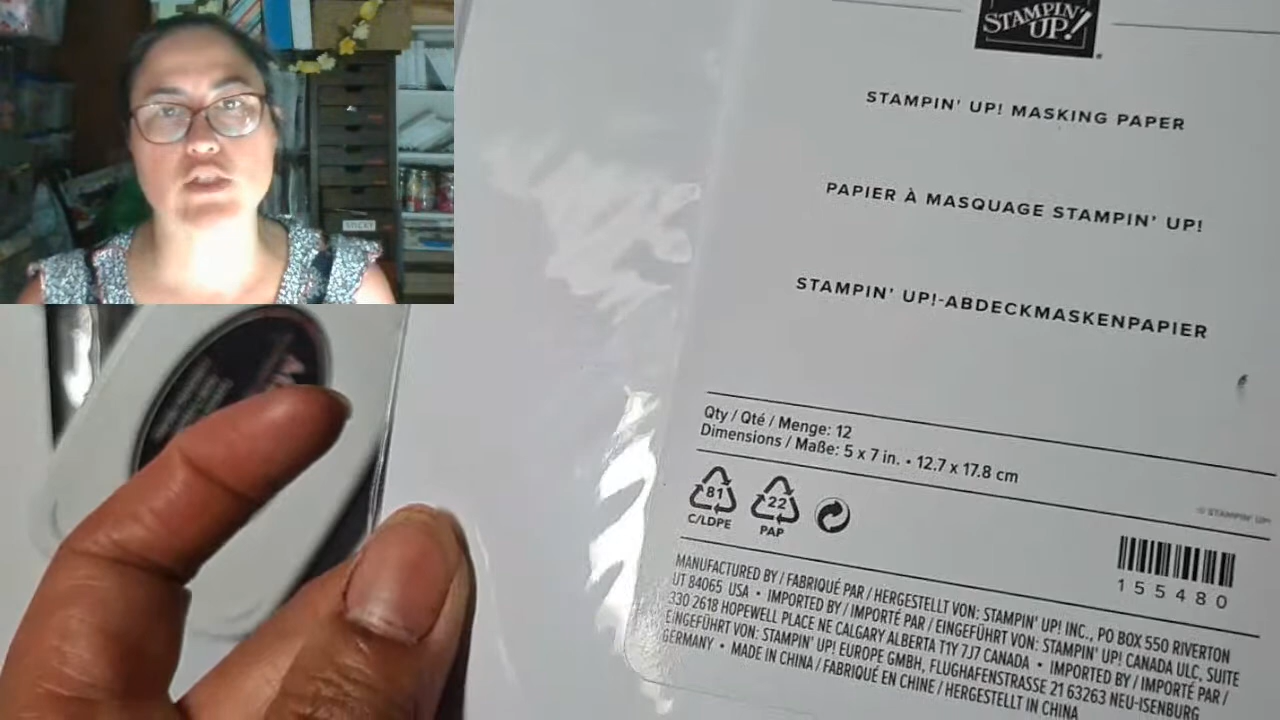 STAMPIN' UP!
STAMPIN' UP! MASKING PAPER
PAPIER À MASQUAGE STAMPIN' UP!
STAMPIN' UP!-ABDECKMASKENPAPIER
Qty / Qté / Menge: 12
Dimensions / Maße: 5 x 7 in. • 12.7 x 17.8 cm
81
C/LDPE
22
PAP
© STAMPIN' UP!
155480
MANUFACTURED BY / FABRIQUÉ PAR / HERGESTELLT VON: STAMPIN' UP! INC., PO BOX 550 RIVERTON
UT 84065 USA • IMPORTED BY / IMPORTÉ PAR / EINGEFÜHRT VON: STAMPIN' UP! CANADA ULC, SUITE
330 2618 HOPEWELL PLACE NE CALGARY ALBERTA T1Y 7J7 CANADA • IMPORTED BY / IMPORTÉ PAR /
EINGEFÜHRT VON: STAMPIN' UP! EUROPE GMBH, FLUGHAFENSTRASSE 21 63263 NEU-ISENBURG
GERMANY • MADE IN CHINA / FABRIQUÉ EN CHINE / HERGESTELLT IN CHINA